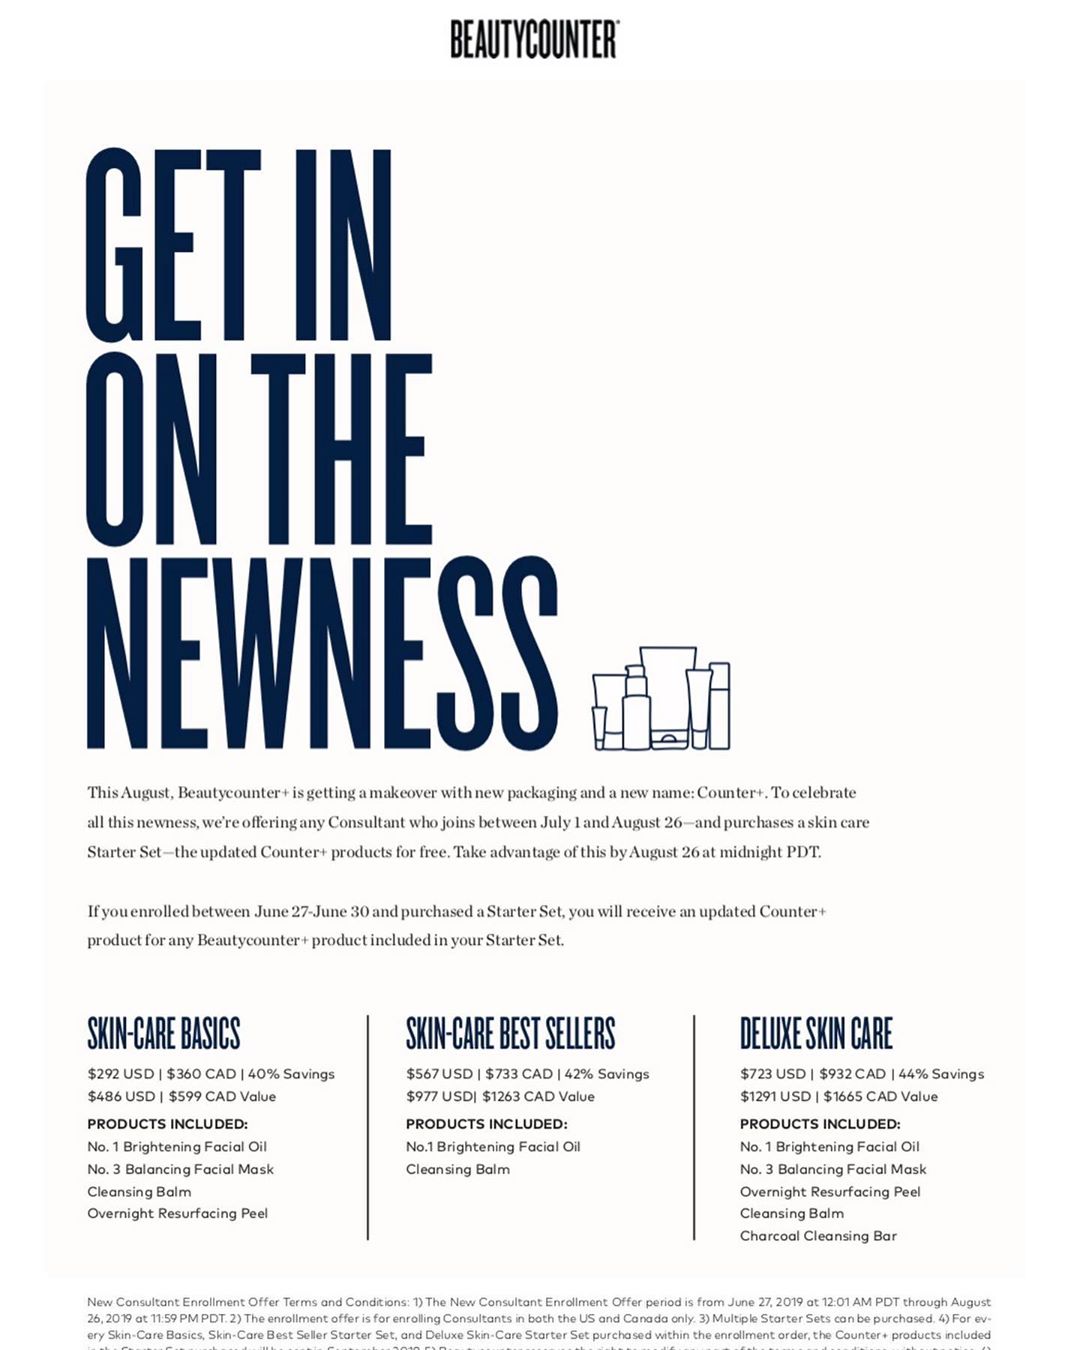 BEAUTYCOUNTER
GET IN
ON THE
NEWNESS
This August, Beautycounter+ is getting a makeover with new packaging and a new name: Counter+. To celebrate
all this newness, we're offering any Consultant who joins between July 1 and August 26—and purchases a skin care
Starter Set—the updated Counter+ products for free. Take advantage of this by August 26 at midnight PDT.
If you enrolled between June 27-June 30 and purchased a Starter Set, you will receive an updated Counter+
product for any Beautycounter+ product included in your Starter Set.
SKIN-CARE BASICS
$292 USD | $360 CAD | 40% Savings
$486 USD | $599 CAD Value
PRODUCTS INCLUDED:
No. 1 Brightening Facial Oil
No. 3 Balancing Facial Mask
Cleansing Balm
Overnight Resurfacing Peel
SKIN-CARE BEST SELLERS
$567 USD | $733 CAD | 42% Savings
$977 USD| $1263 CAD Value
PRODUCTS INCLUDED:
No.1 Brightening Facial Oil
Cleansing Balm
DELUXE SKIN CARE
$723 USD | $932 CAD | 44% Savings
$1291 USD | $1665 CAD Value
PRODUCTS INCLUDED:
No. 1 Brightening Facial Oil
No. 3 Balancing Facial Mask
Overnight Resurfacing Peel
Cleansing Balm
Charcoal Cleansing Bar
New Consultant Enrollment Offer Terms and Conditions: 1) The New Consultant Enrollment Offer period is from June 27, 2019 at 12:01 AM PDT through August
26, 2019 at 11:59 PM PDT. 2) The enrollment offer is for enrolling Consultants in both the US and Canada only. 3) Multiple Starter Sets can be purchased. 4) For ev-
ery Skin-Care Basics, Skin-Care Best Seller Starter Set, and Deluxe Skin-Care Starter Set purchased within the enrollment order, the Counter+ products included